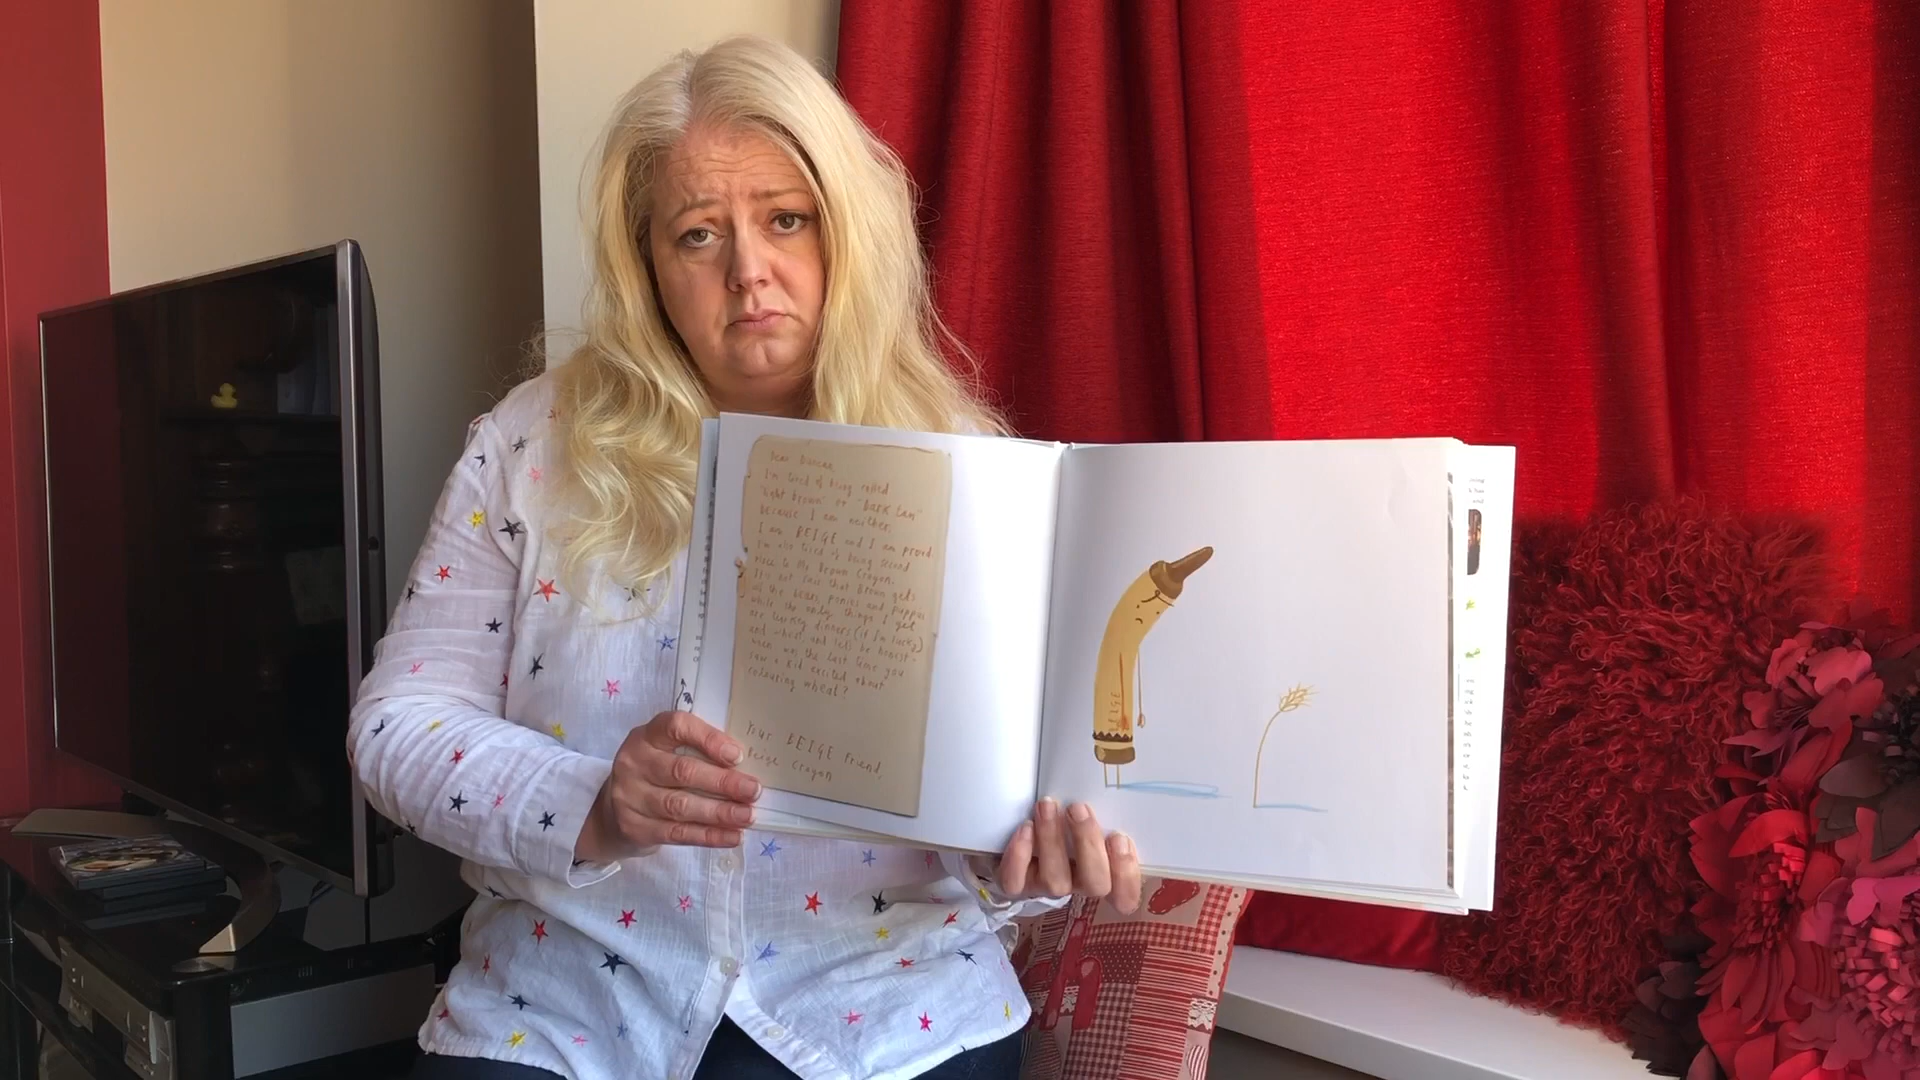 Dear Duncan,
I'm tired of being called
"light brown" or "Dark tan"
because I am neither.
I am BEIGE and I am proud.
I'm also tired of being second
place to Mr Brown Crayon.
It's not fair that Brown gets
all the bears, ponies and puppies
while the only things I get
are turkey dinners (if I'm lucky)
and wheat, and let's be honest -
when was the last time you
saw a kid excited about
colouring wheat?
Your BEIGE friend,
Beige Crayon
BEIGE